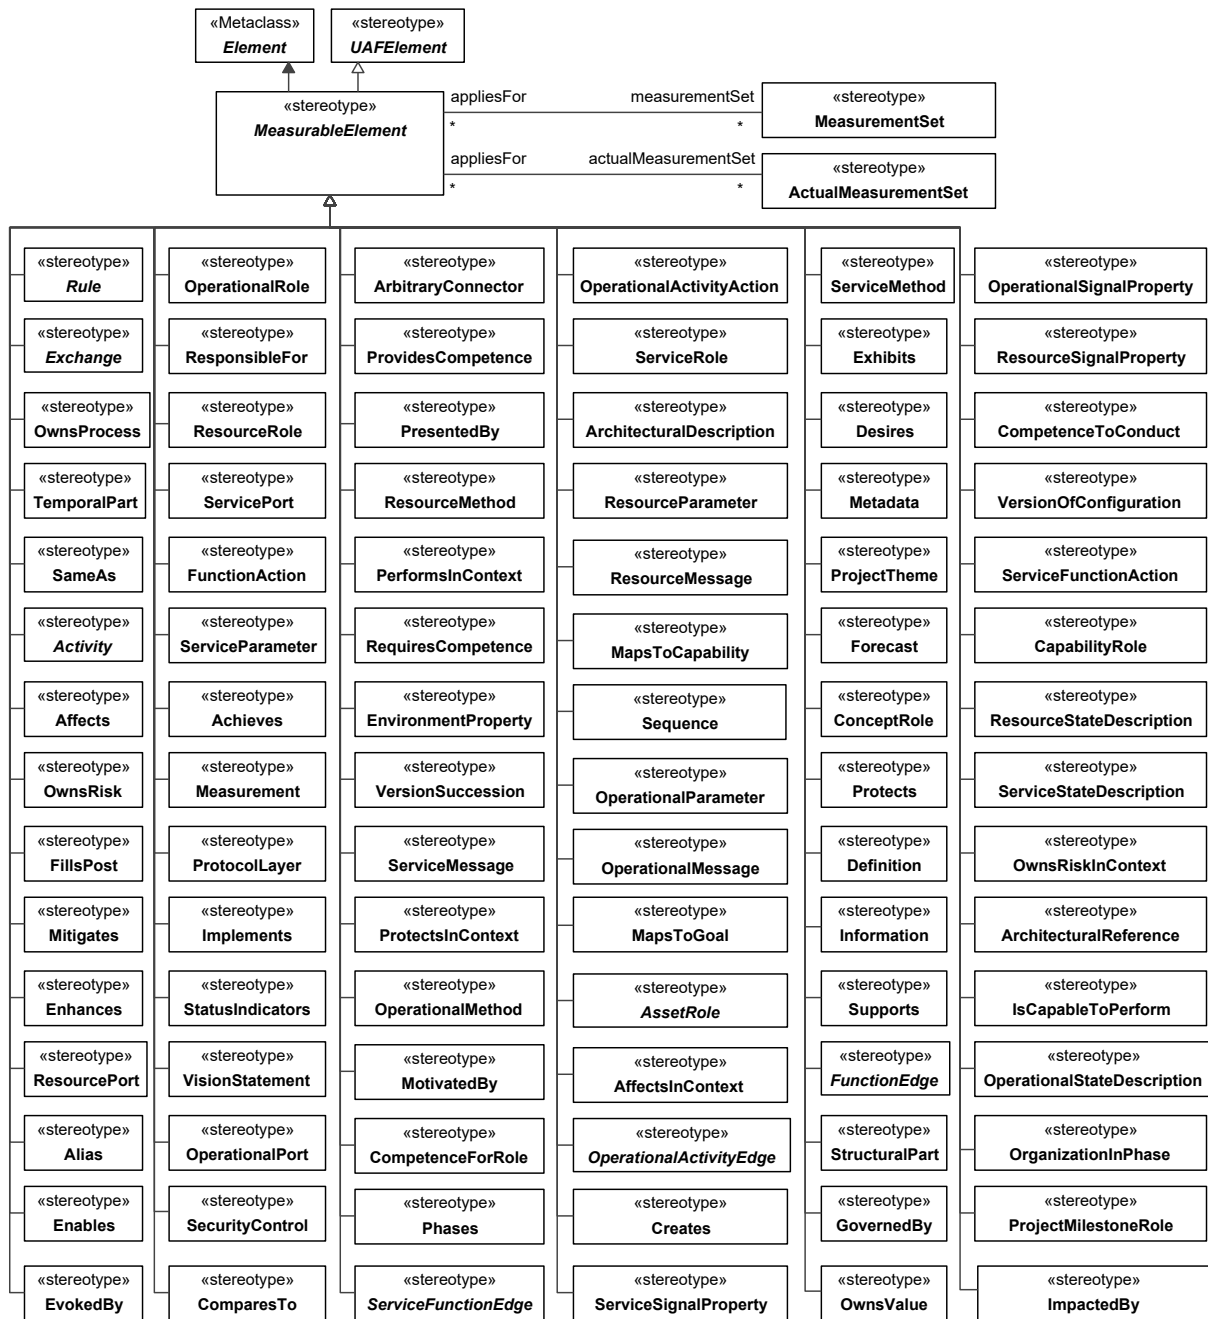 «Metaclass»
Element
«stereotype»
UAFElement
«stereotype»
MeasurableElement
appliesFor
measurementSet
*
*
«stereotype»
MeasurementSet
appliesFor
actualMeasurementSet
*
*
«stereotype»
ActualMeasurementSet
«stereotype»
Rule
«stereotype»
OperationalRole
«stereotype»
ArbitraryConnector
«stereotype»
OperationalActivityAction
«stereotype»
ServiceMethod
«stereotype»
OperationalSignalProperty
«stereotype»
Exchange
«stereotype»
ResponsibleFor
«stereotype»
ProvidesCompetence
«stereotype»
ServiceRole
«stereotype»
Exhibits
«stereotype»
ResourceSignalProperty
«stereotype»
OwnsProcess
«stereotype»
ResourceRole
«stereotype»
PresentedBy
«stereotype»
ArchitecturalDescription
«stereotype»
Desires
«stereotype»
CompetenceToConduct
«stereotype»
TemporalPart
«stereotype»
ServicePort
«stereotype»
ResourceMethod
«stereotype»
ResourceParameter
«stereotype»
Metadata
«stereotype»
VersionOfConfiguration
«stereotype»
SameAs
«stereotype»
FunctionAction
«stereotype»
PerformsInContext
«stereotype»
ResourceMessage
«stereotype»
ProjectTheme
«stereotype»
ServiceFunctionAction
«stereotype»
Activity
«stereotype»
ServiceParameter
«stereotype»
RequiresCompetence
«stereotype»
MapsToCapability
«stereotype»
Forecast
«stereotype»
CapabilityRole
«stereotype»
Affects
«stereotype»
Achieves
«stereotype»
EnvironmentProperty
«stereotype»
Sequence
«stereotype»
ConceptRole
«stereotype»
ResourceStateDescription
«stereotype»
OwnsRisk
«stereotype»
Measurement
«stereotype»
VersionSuccession
«stereotype»
OperationalParameter
«stereotype»
Protects
«stereotype»
ServiceStateDescription
«stereotype»
FillsPost
«stereotype»
ProtocolLayer
«stereotype»
ServiceMessage
«stereotype»
OperationalMessage
«stereotype»
Definition
«stereotype»
OwnsRiskInContext
«stereotype»
Mitigates
«stereotype»
Implements
«stereotype»
ProtectsInContext
«stereotype»
MapsToGoal
«stereotype»
Information
«stereotype»
ArchitecturalReference
«stereotype»
Enhances
«stereotype»
StatusIndicators
«stereotype»
OperationalMethod
«stereotype»
AssetRole
«stereotype»
Supports
«stereotype»
IsCapableToPerform
«stereotype»
ResourcePort
«stereotype»
VisionStatement
«stereotype»
MotivatedBy
«stereotype»
AffectsInContext
«stereotype»
FunctionEdge
«stereotype»
OperationalStateDescription
«stereotype»
Alias
«stereotype»
OperationalPort
«stereotype»
CompetenceForRole
«stereotype»
OperationalActivityEdge
«stereotype»
StructuralPart
«stereotype»
OrganizationInPhase
«stereotype»
Enables
«stereotype»
SecurityControl
«stereotype»
Phases
«stereotype»
Creates
«stereotype»
GovernedBy
«stereotype»
ProjectMilestoneRole
«stereotype»
EvokedBy
«stereotype»
ComparesTo
«stereotype»
ServiceFunctionEdge
«stereotype»
ServiceSignalProperty
«stereotype»
OwnsValue
«stereotype»
ImpactedBy